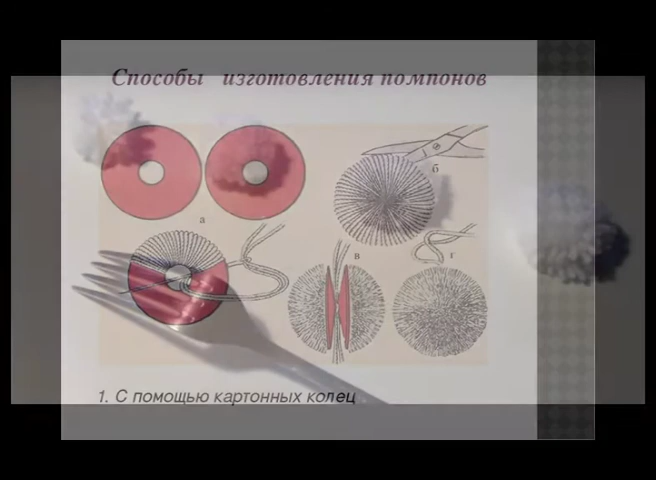 Способы изготовления помпонов
б
а
в
г
1. С помощью картонных колец